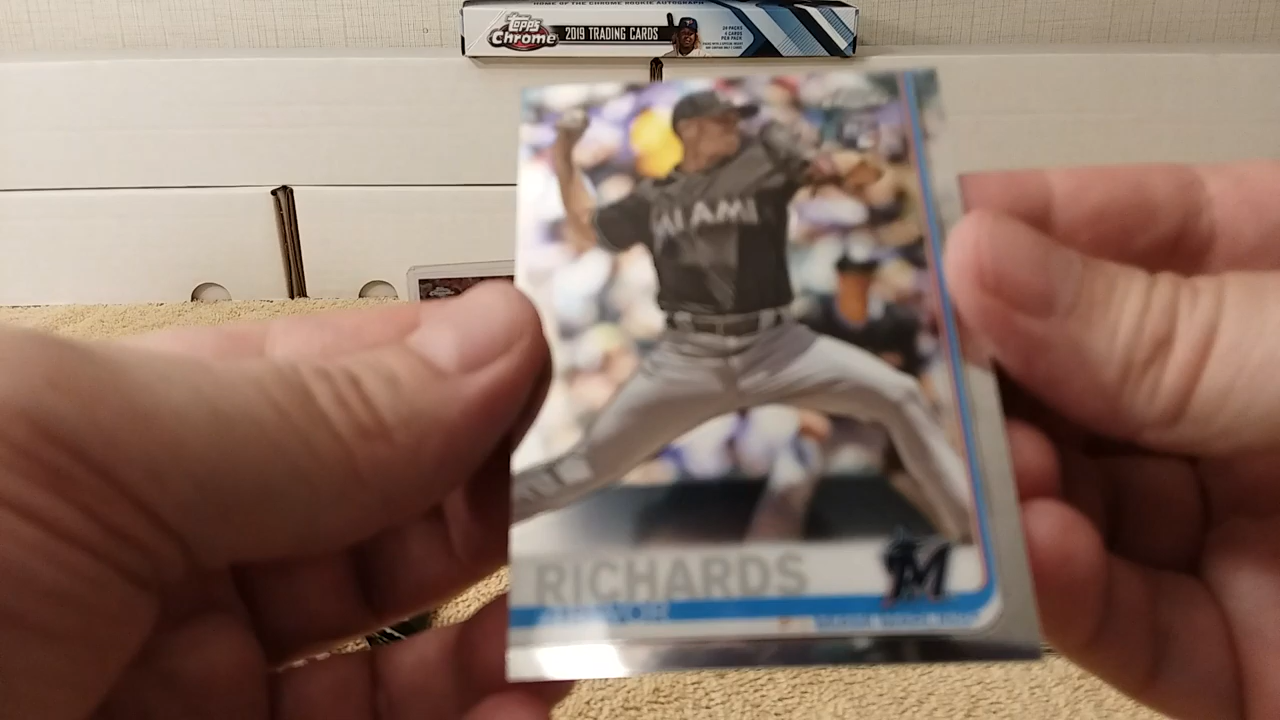 HOME OF THE CHROME ROOKIE AUTOGRAPH
Topps
Chrome
2019 TRADING CARDS
24 PACKS
4 CARDS
PER PACK
MIAMI
RICHARDS
M